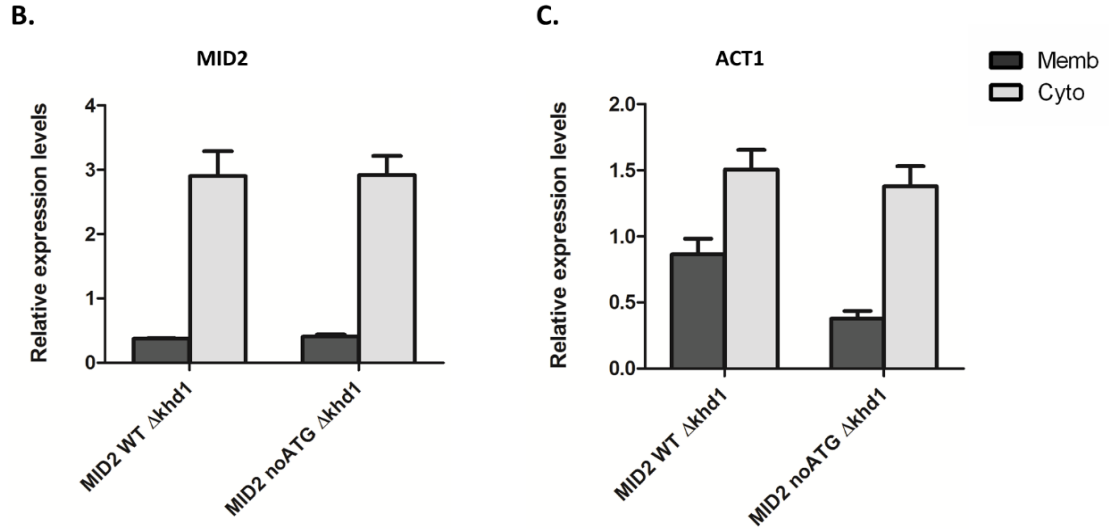 B.
MID2
Relative expression levels
4
3
2
1
0
MID2 WT Δkhd1
MID2 noATG Δkhd1
C.
ACT1
Relative expression levels
2.0
1.5
1.0
0.5
0.0
MID2 WT Δkhd1
MID2 noATG Δkhd1
Memb
Cyto